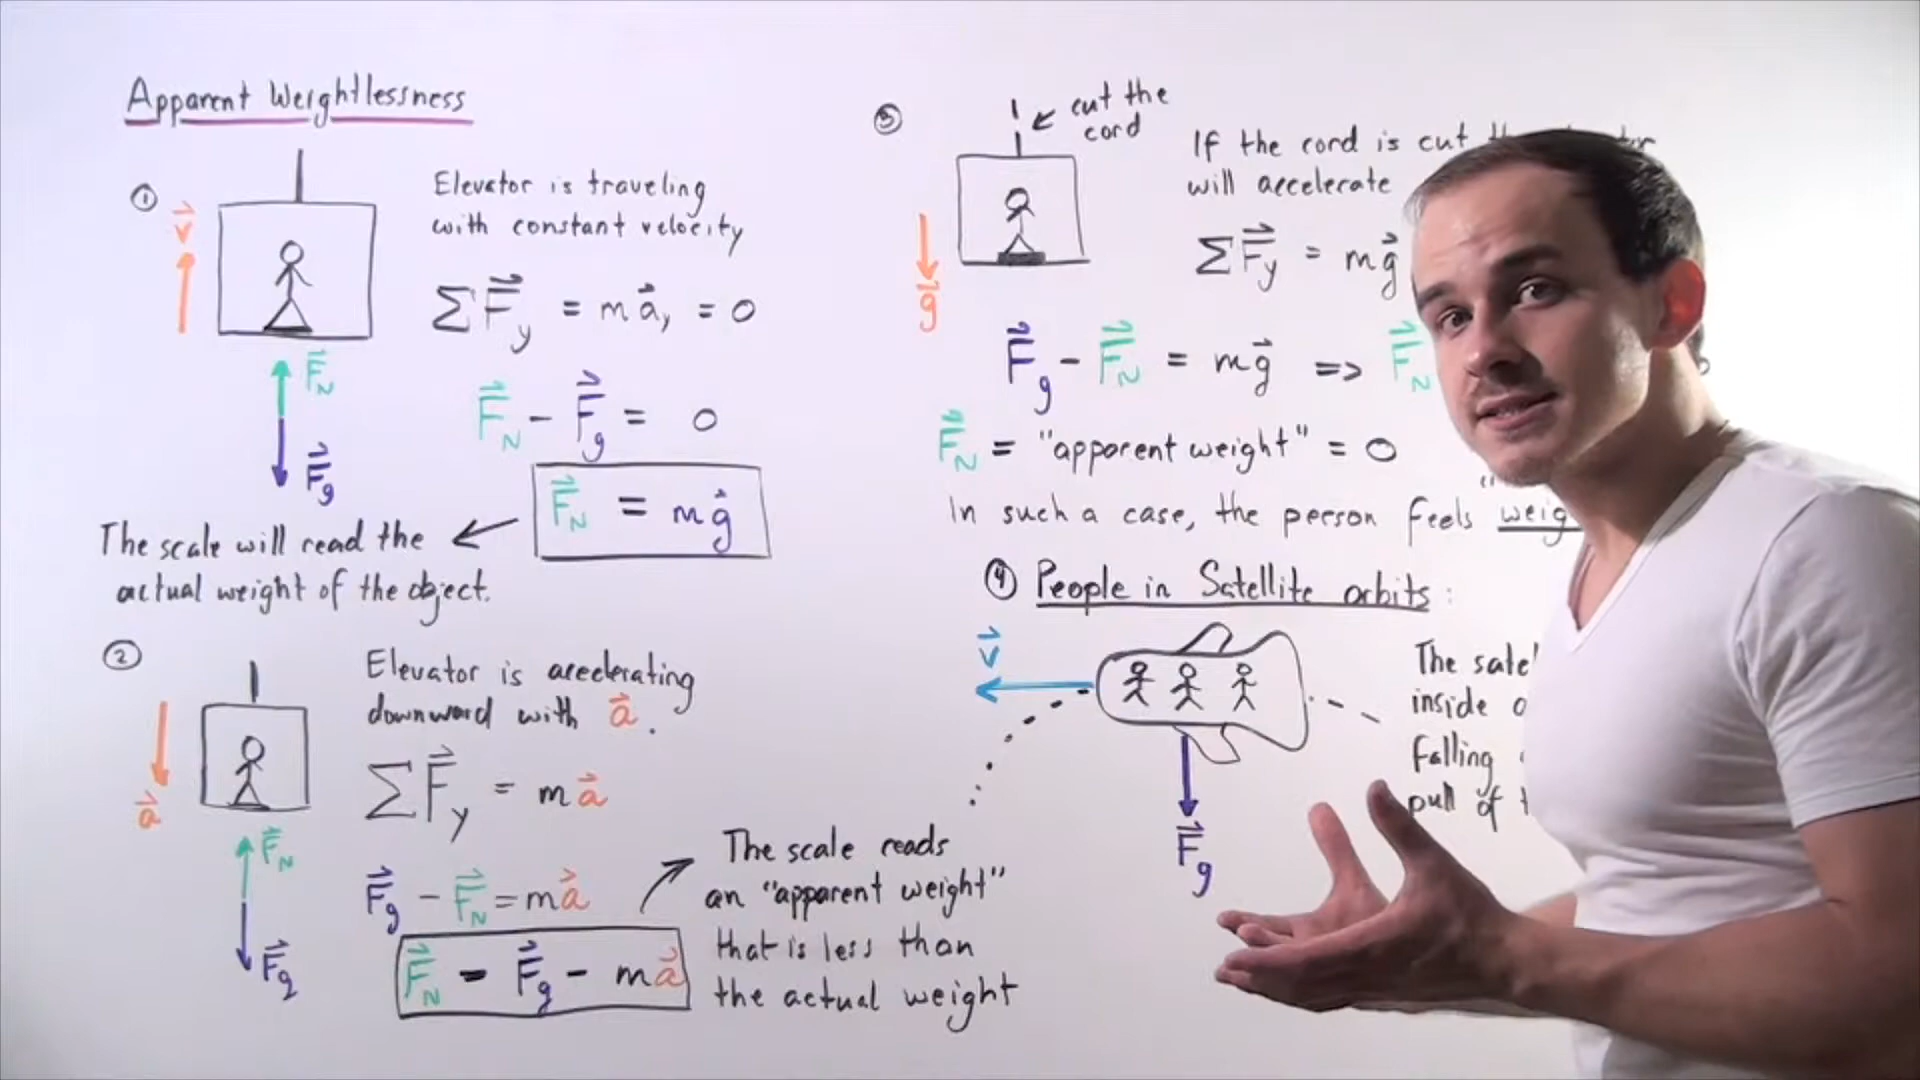 Apparent Weightlessness
①
v
Elevator is traveling
with constant velocity
ΣFy = may = 0
FN
Fg
FN - Fg = 0
FN = mg
The scale will read the
actual weight of the object.
②
a
Elevator is accelerating
downward with a.
ΣFy = ma
FN
Fg
Fg - FN = ma
FN = Fg - ma
The scale reads
an "apparent weight"
that is less than
the actual weight
③
cut the
cord
g
If the cord is cut
will accelerate
ΣFy = mg
Fg - FN = mg => FN
FN = "apparent weight" = 0
In such a case, the person feels
④ People in Satellite orbits:
v
Fg
The
inside
falling
pull of